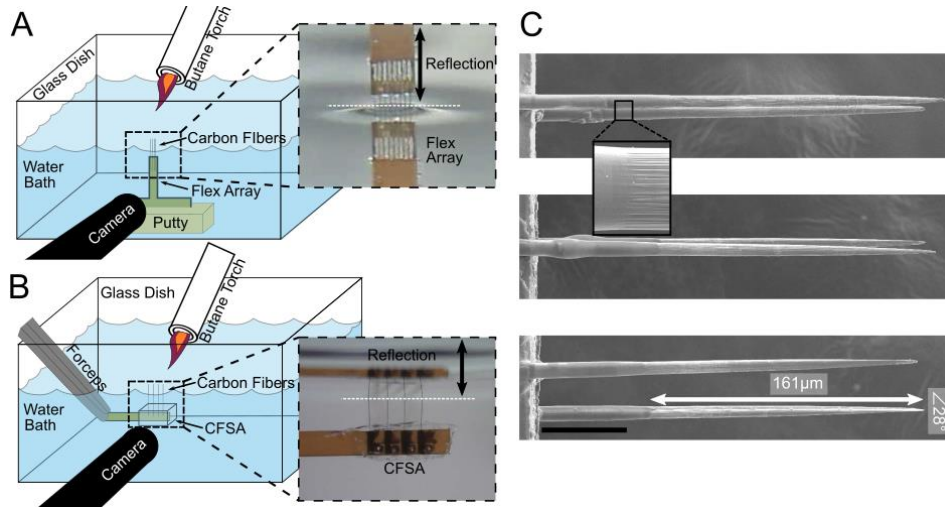 A
Glass Dish
Butane Torch
Carbon FIbers
Water
Bath
Flex Array
Putty
Camera
Reflection
Flex
Array
B
Glass Dish
Butane Torch
Forceps
Carbon Fibers
Water
Bath
CFSA
Camera
Reflection
CFSA
C
161µm
28°